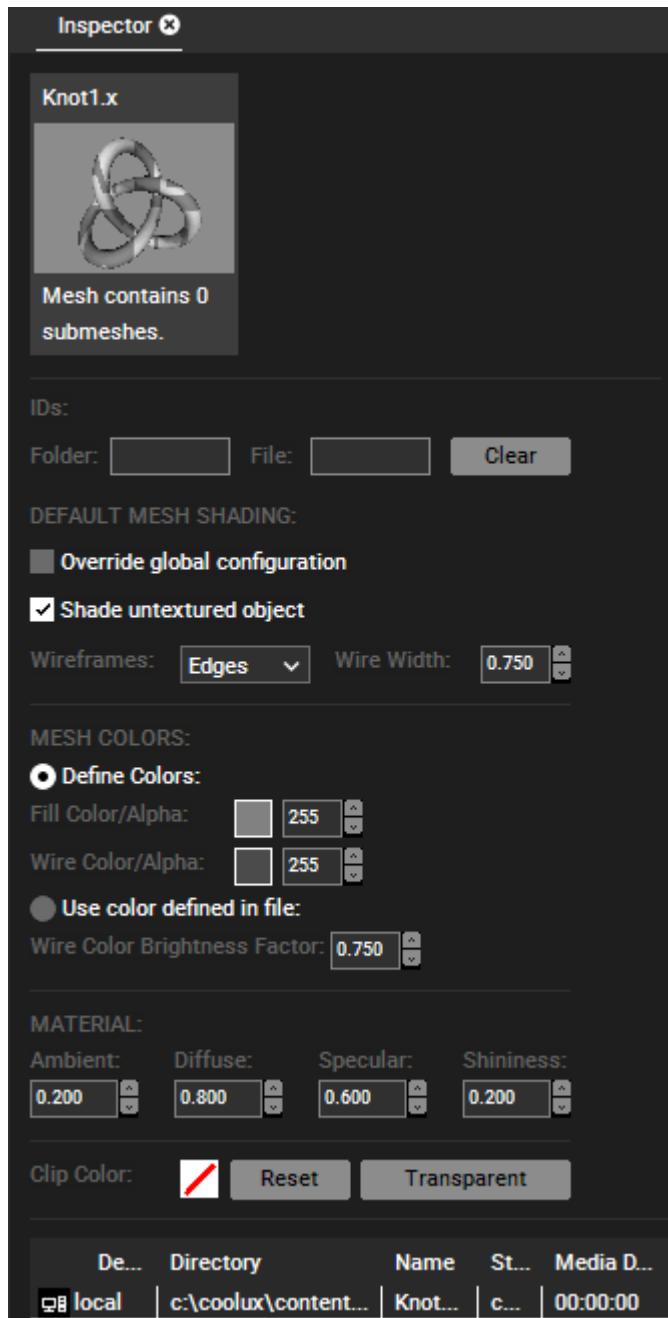 Inspector
Knot1.x
Mesh contains 0
submeshes.
IDs:
Folder: File: Clear
DEFAULT MESH SHADING:
Override global configuration
Shade untextured object
Wireframes: Edges Wire Width: 0.750
MESH COLORS:
Define Colors:
Fill Color/Alpha: 255
Wire Color/Alpha: 255
Use color defined in file:
Wire Color Brightness Factor: 0.750
MATERIAL:
Ambient: Diffuse: Specular: Shininess:
0.200 0.800 0.600 0.200
Clip Color: Reset Transparent
De... Directory Name St... Media D...
local c:\coolux\content... Knot... c... 00:00:00